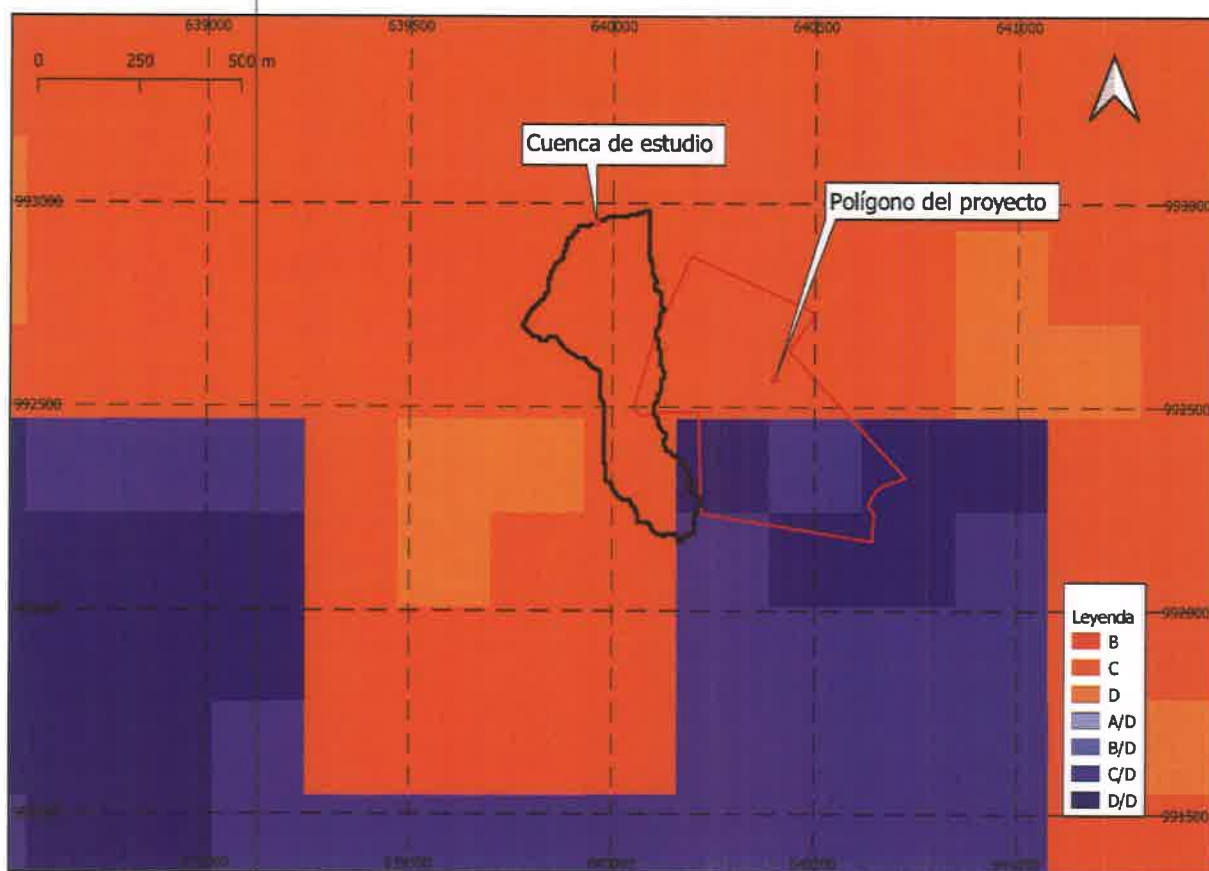 639000 639500 640000 640500 641000
0 250 500 m
Cuenca de estudio
Polígono del proyecto
993000 993000
992500 992500
992000
991500
Leyenda
B
C
D
A/D
B/D
C/D
D/D